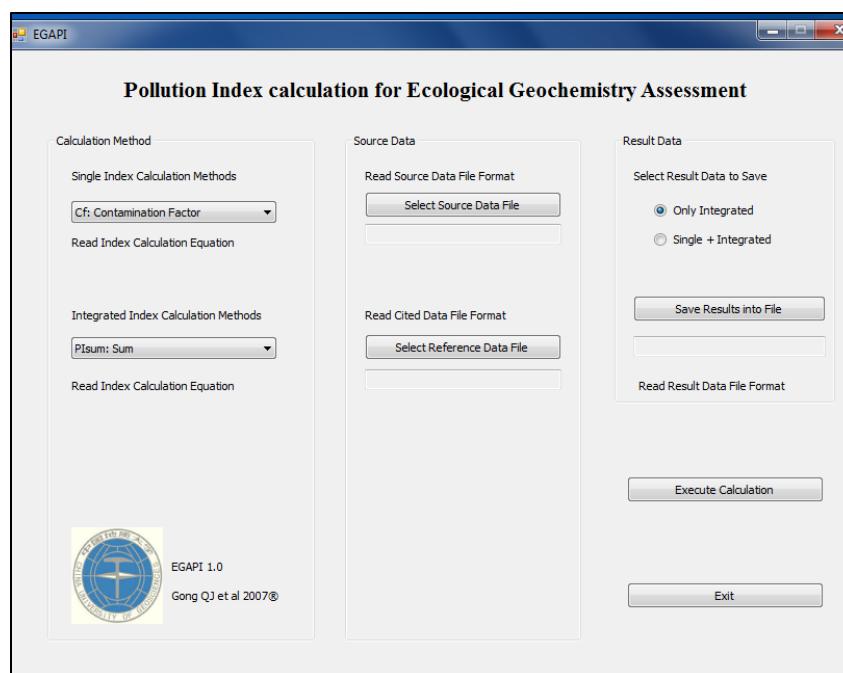 EGAPI
Pollution Index calculation for Ecological Geochemistry Assessment
Calculation Method
Single Index Calculation Methods
Cf: Contamination Factor
Read Index Calculation Equation
Integrated Index Calculation Methods
PIsum: Sum
Read Index Calculation Equation
CHINA UNIVERSITY OF GEOSCIENCES
EGAPI 1.0
Gong QJ et al 2007®
Source Data
Read Source Data File Format
Select Source Data File
Read Cited Data File Format
Select Reference Data File
Result Data
Select Result Data to Save
Only Integrated
Single + Integrated
Save Results into File
Read Result Data File Format
Execute Calculation
Exit